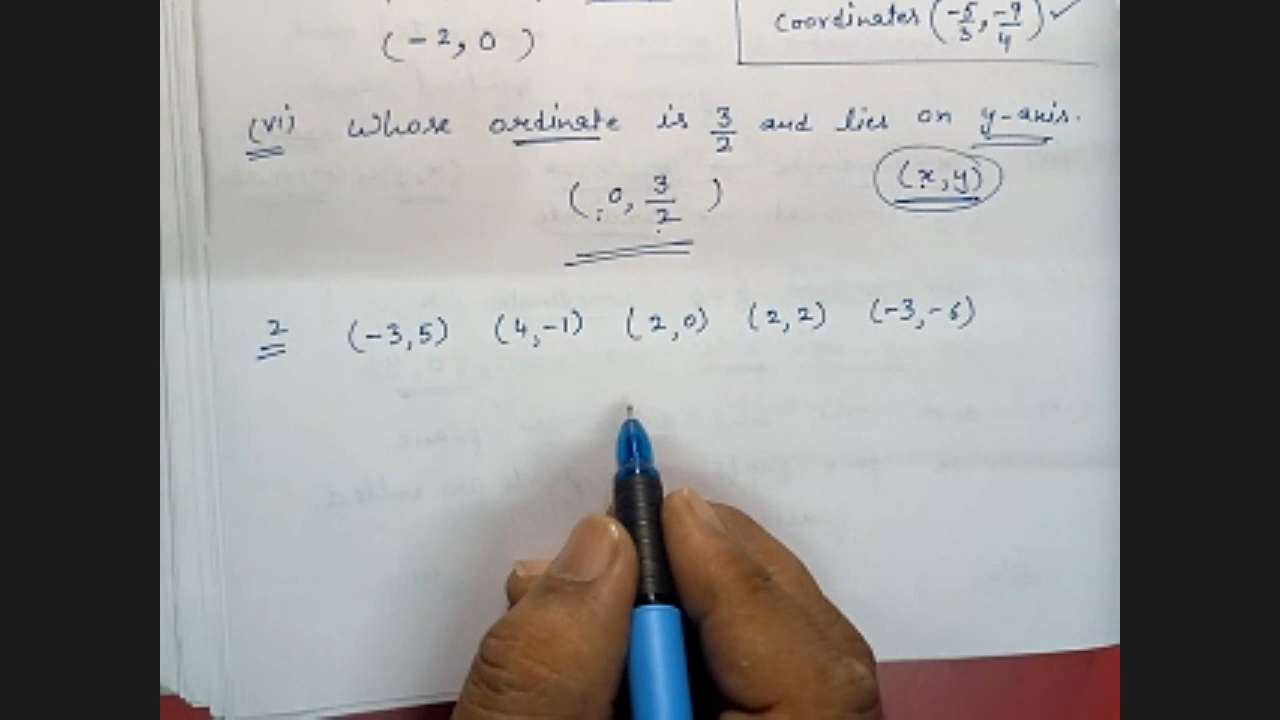 coordinates (-5/3, -9/4) ✓
(-2, 0)
(vi) Whose ordinate is 3/2 and lies on y-axis.
(0, 3/2) (x, y)
2 (-3, 5) (4, -1) (2, 0) (2, 2) (-3, -6)